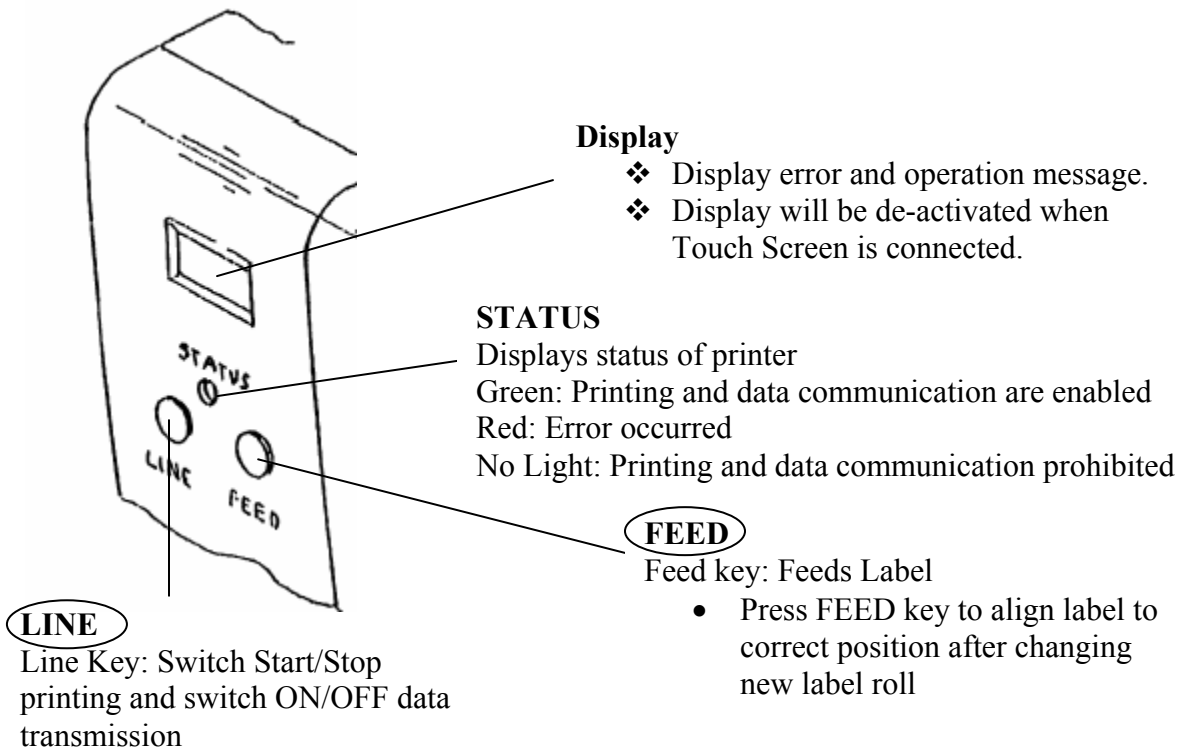 Display
❖ Display error and operation message.
❖ Display will be de-activated when
Touch Screen is connected.
STATUS
Displays status of printer
Green: Printing and data communication are enabled
Red: Error occurred
No Light: Printing and data communication prohibited
STATUS
LINE
FEED
FEED
Feed key: Feeds Label
• Press FEED key to align label to
correct position after changing
new label roll
LINE
Line Key: Switch Start/Stop
printing and switch ON/OFF data
transmission